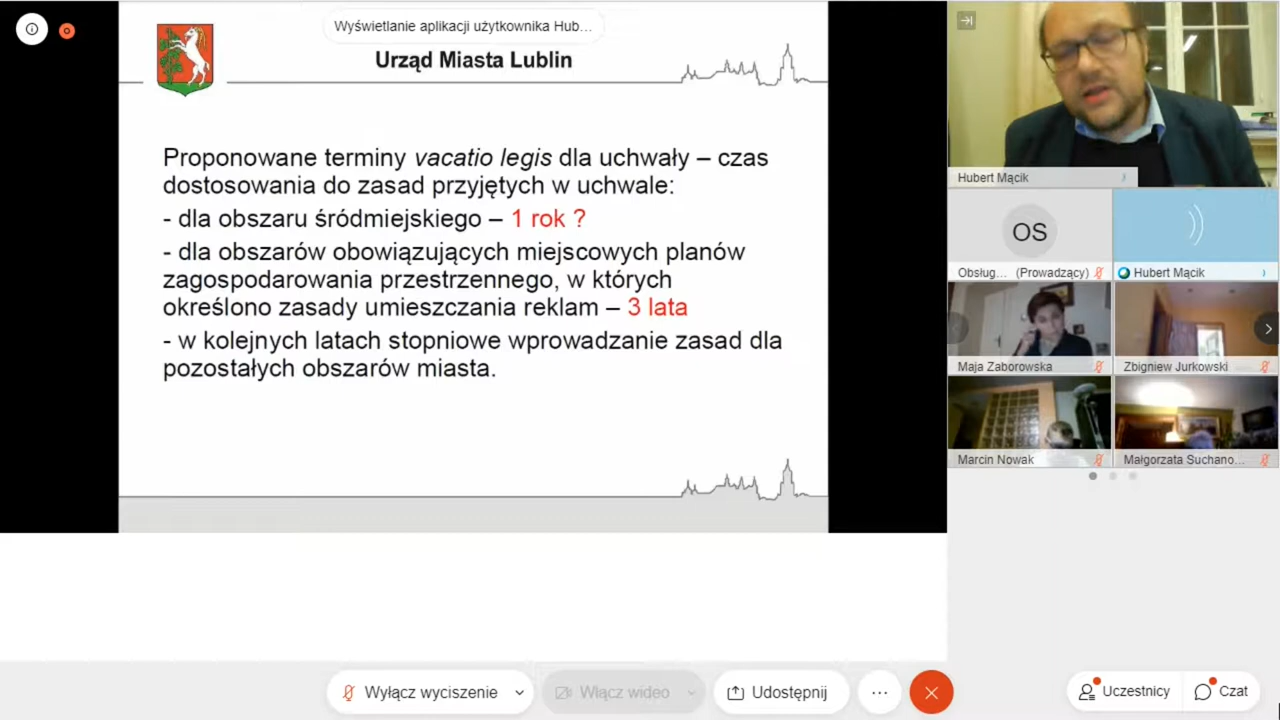 Wyświetlanie aplikacji użytkownika Hub...
Urząd Miasta Lublin
Proponowane terminy vacatio legis dla uchwały – czas
dostosowania do zasad przyjętych w uchwale:
- dla obszaru śródmiejskiego – 1 rok ?
- dla obszarów obowiązujących miejscowych planów
zagospodarowania przestrzennego, w których
określono zasady umieszczania reklam – 3 lata
- w kolejnych latach stopniowe wprowadzanie zasad dla
pozostałych obszarów miasta.
Hubert Mącik
OS
Obsług... (Prowadzący)
Hubert Mącik
Maja Zaborowska
Zbigniew Jurkowski
Marcin Nowak
Małgorzata Suchano...
Wyłącz wyciszenie
Włącz wideo
Udostępnij
Uczestnicy
Czat